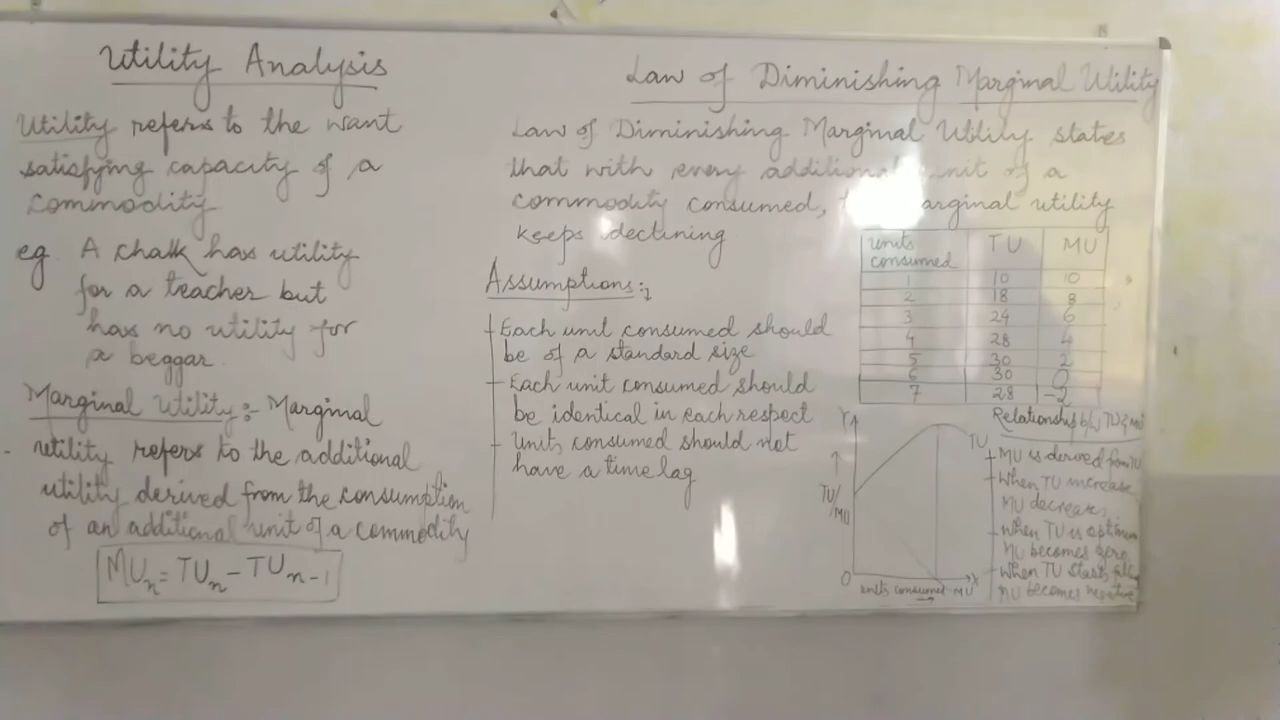 Utility Analysis
Utility refers to the want
satisfying capacity of a
commodity
eg. A chalk has utility
for a teacher but
has no utility for
a beggar.
Marginal Utility:- Marginal
utility refers to the additional
utility derived from the consumption
of an additional unit of a commodity
MUn = TUn - TUn-1
Law of Diminishing Marginal Utility
Law of Diminishing Marginal Utility states
that with every additional unit of a
commodity consumed, arginal utility
keeps declining
Assumptions:-
Each unit consumed should
be of a standard size
Each unit consumed should
be identical in each respect
Units consumed should not
have a time lag
units consumed TU MU
1 10 10
2 18 8
3 24 6
4 28 4
5 30 2
6 30 0
7 28 -2
Y
TU
TU/
MU
O
X
units consumed MU
Relationship b/w TU & MU
MU is derived from TU
When TU increase
MU decreases
When TU is optimum
MU becomes zero
When TU starts falling
MU becomes negative